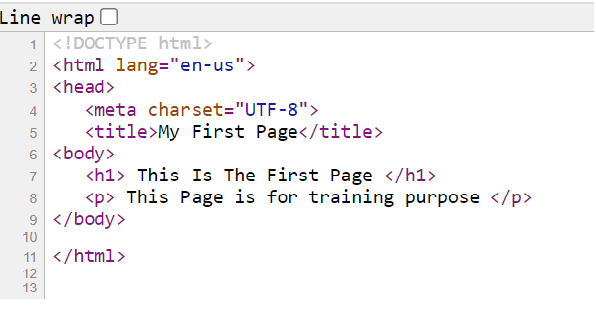 Line wrap
1 <!DOCTYPE html>
2 <html lang="en-us">
3 <head>
4 <meta charset="UTF-8">
5 <title>My First Page</title>
6 <body>
7 <h1> This Is The First Page </h1>
8 <p> This Page is for training purpose </p>
9 </body>
10
11 </html>
12
13